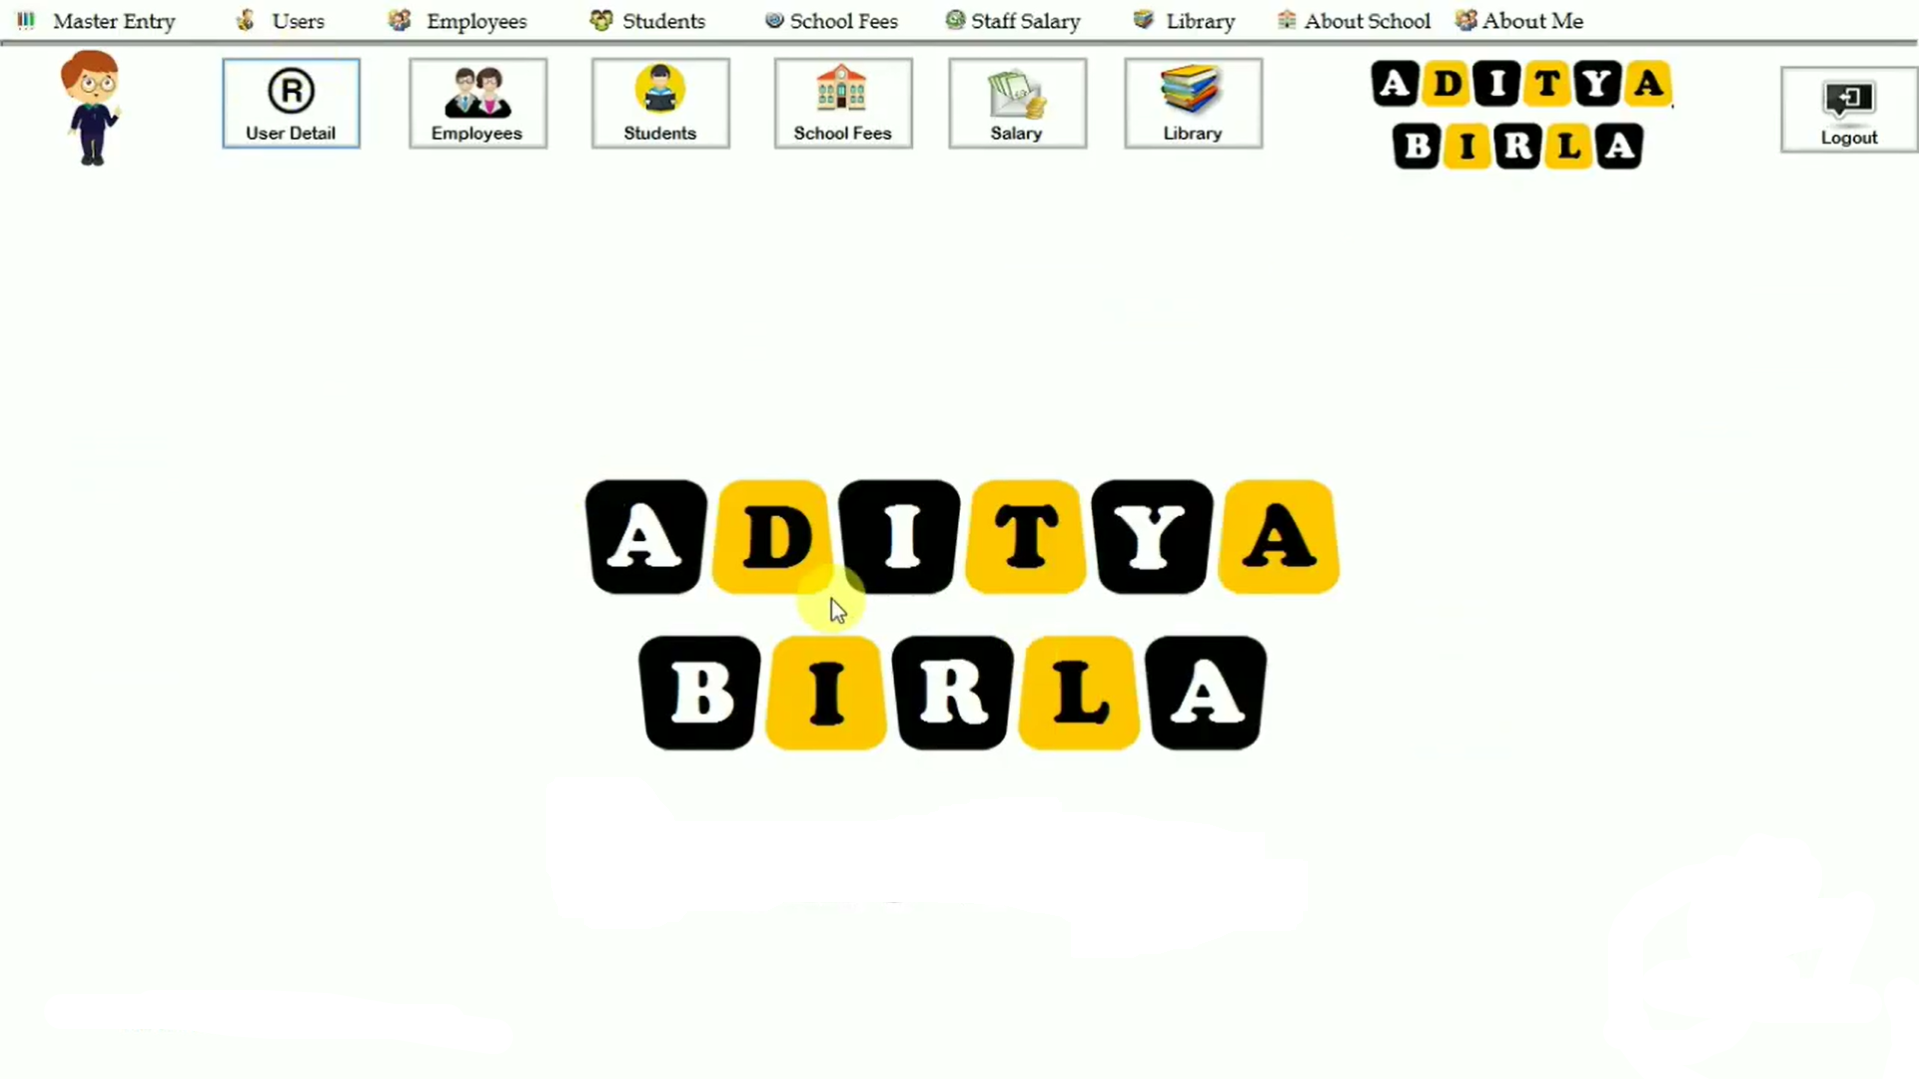 Master Entry Users Employees Students School Fees Staff Salary Library About School About Me
R
User Detail Employees Students School Fees Salary Library
ADITYA
BIRLA
Logout
ADITYA
BIRLA